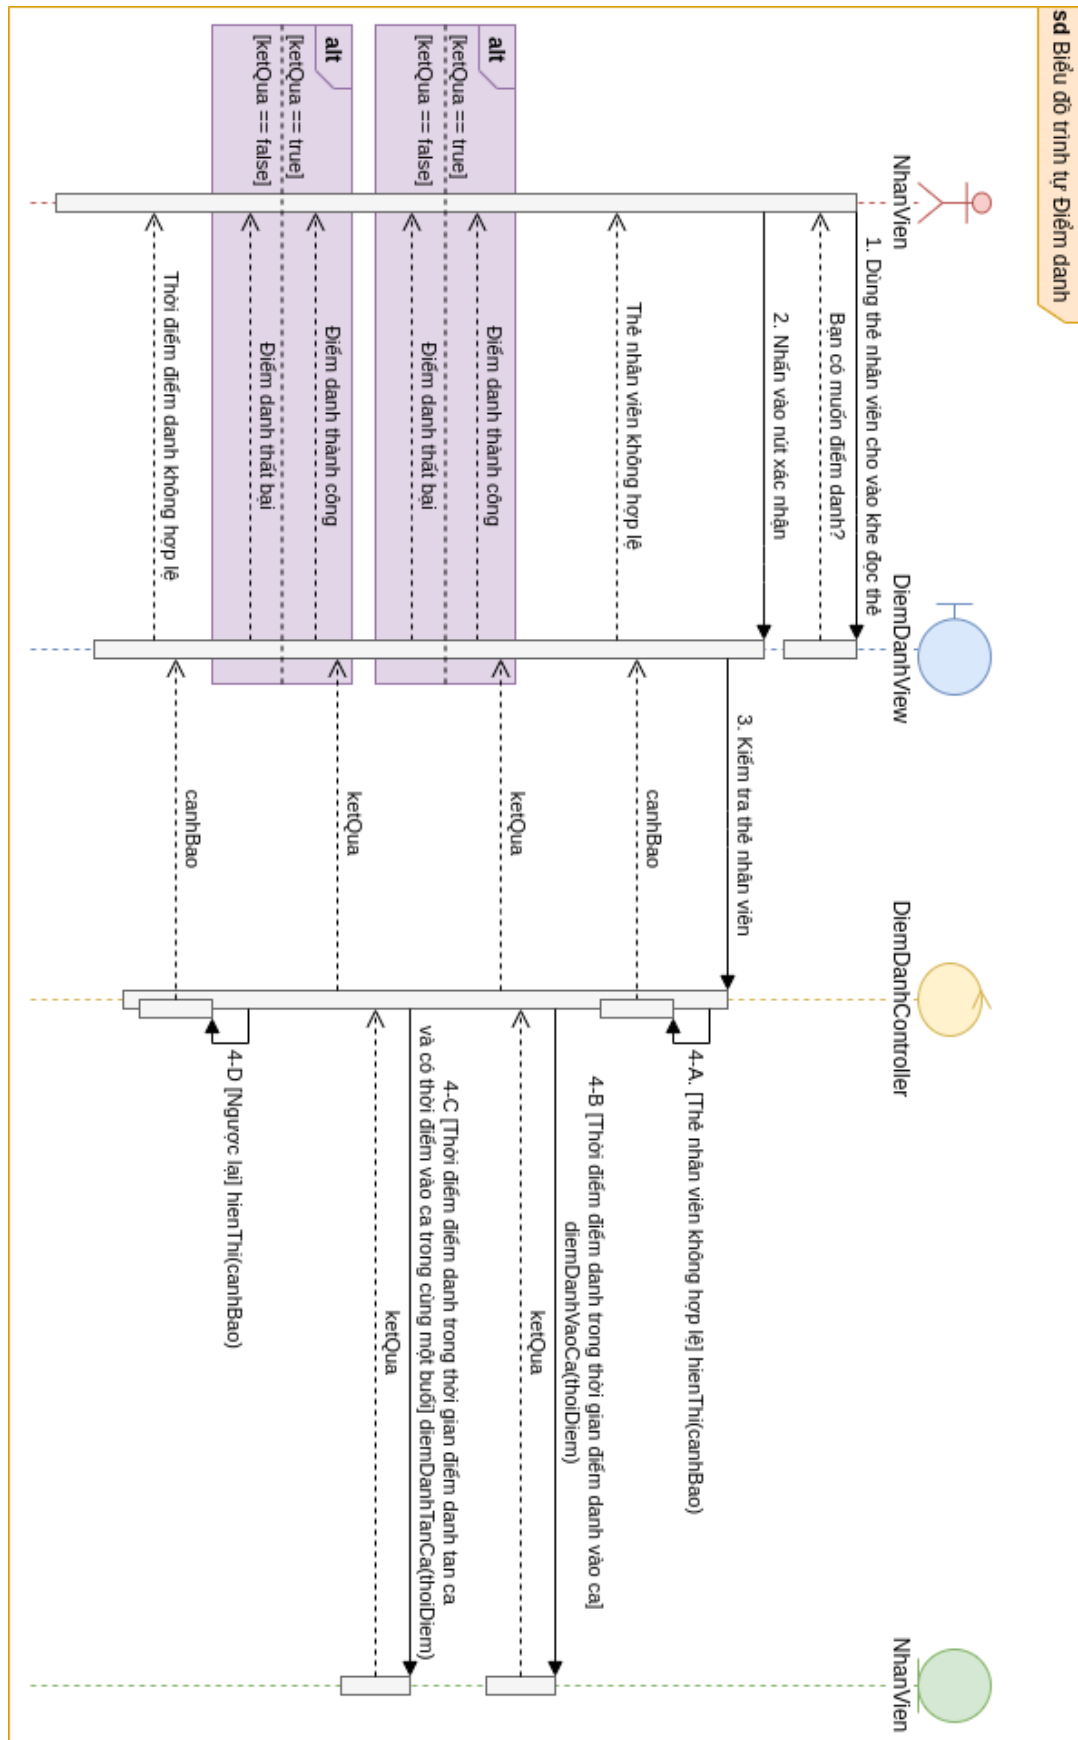 sd Biểu đồ trình tự Điểm danh
NhanVien
DiemDanhView
DiemDanhController
NhanVien
1. Dùng thẻ nhân viên cho vào khe đọc thẻ
Bạn có muốn điểm danh?
2. Nhấn vào nút xác nhận
3. Kiểm tra thẻ nhân viên
4-A. [Thẻ nhân viên không hợp lệ] hienThi(canhBao)
canhBao
Thẻ nhân viên không hợp lệ
4-B [Thời điểm điểm danh trong thời gian điểm danh vào ca]
diemDanhVaoCa(thoiDiem)
ketQua
ketQua
alt
[ketQua == true]
Điểm danh thành công
[ketQua == false]
Điểm danh thất bại
4-C [Thời điểm điểm danh trong thời gian điểm danh tan ca
và có thời điểm vào ca trong cùng một buổi] diemDanhTanCa(thoiDiem)
ketQua
ketQua
alt
[ketQua == true]
Điểm danh thành công
[ketQua == false]
Điểm danh thất bại
4-D [Ngược lại] hienThi(canhBao)
canhBao
Thời điểm điểm danh không hợp lệ